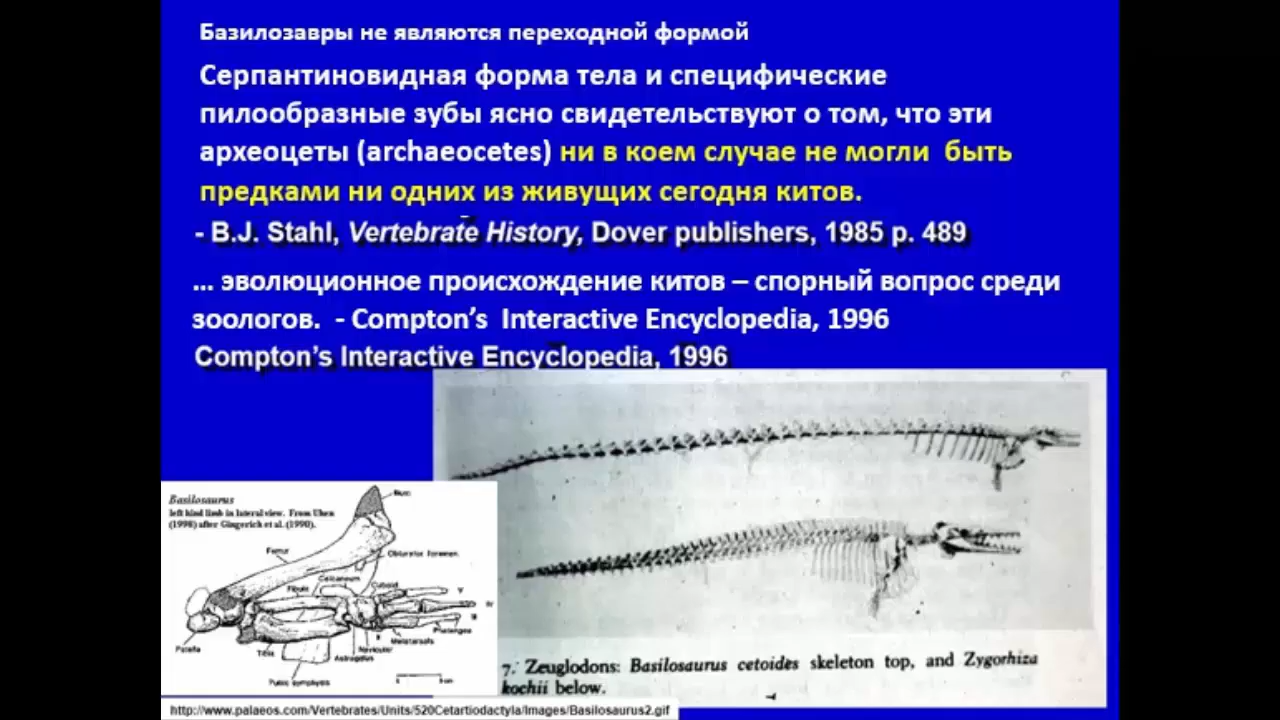 Базилозавры не являются переходной формой
Серпантиновидная форма тела и специфические
пилообразные зубы ясно свидетельствуют о том, что эти
археоцеты (archaeocetes) ни в коем случае не могли быть
предками ни одних из живущих сегодня китов.
- B.J. Stahl, Vertebrate History, Dover publishers, 1985 p. 489
... эволюционное происхождение китов – спорный вопрос среди
зоологов. - Compton’s Interactive Encyclopedia, 1996
Compton’s Interactive Encyclopedia, 1996
Basilosaurus
left hind limb in lateral view. From Uhen
(1998) after Gingerich et al. (1990).
Ilium
Femur
Obturator foramen
Calcaneum
Fibula
Cuboid
V
IV
III
II
Phalanges
Metatarsals
Navicular
Astragalus
Patella
Tibia
Pubic symphysis
7. Zeuglodons: Basilosaurus cetoides skeleton top, and Zygorhiza
kochii below.
http://www.palaeos.com/Vertebrates/Units/520Cetartiodactyla/Images/Basilosaurus2.gif